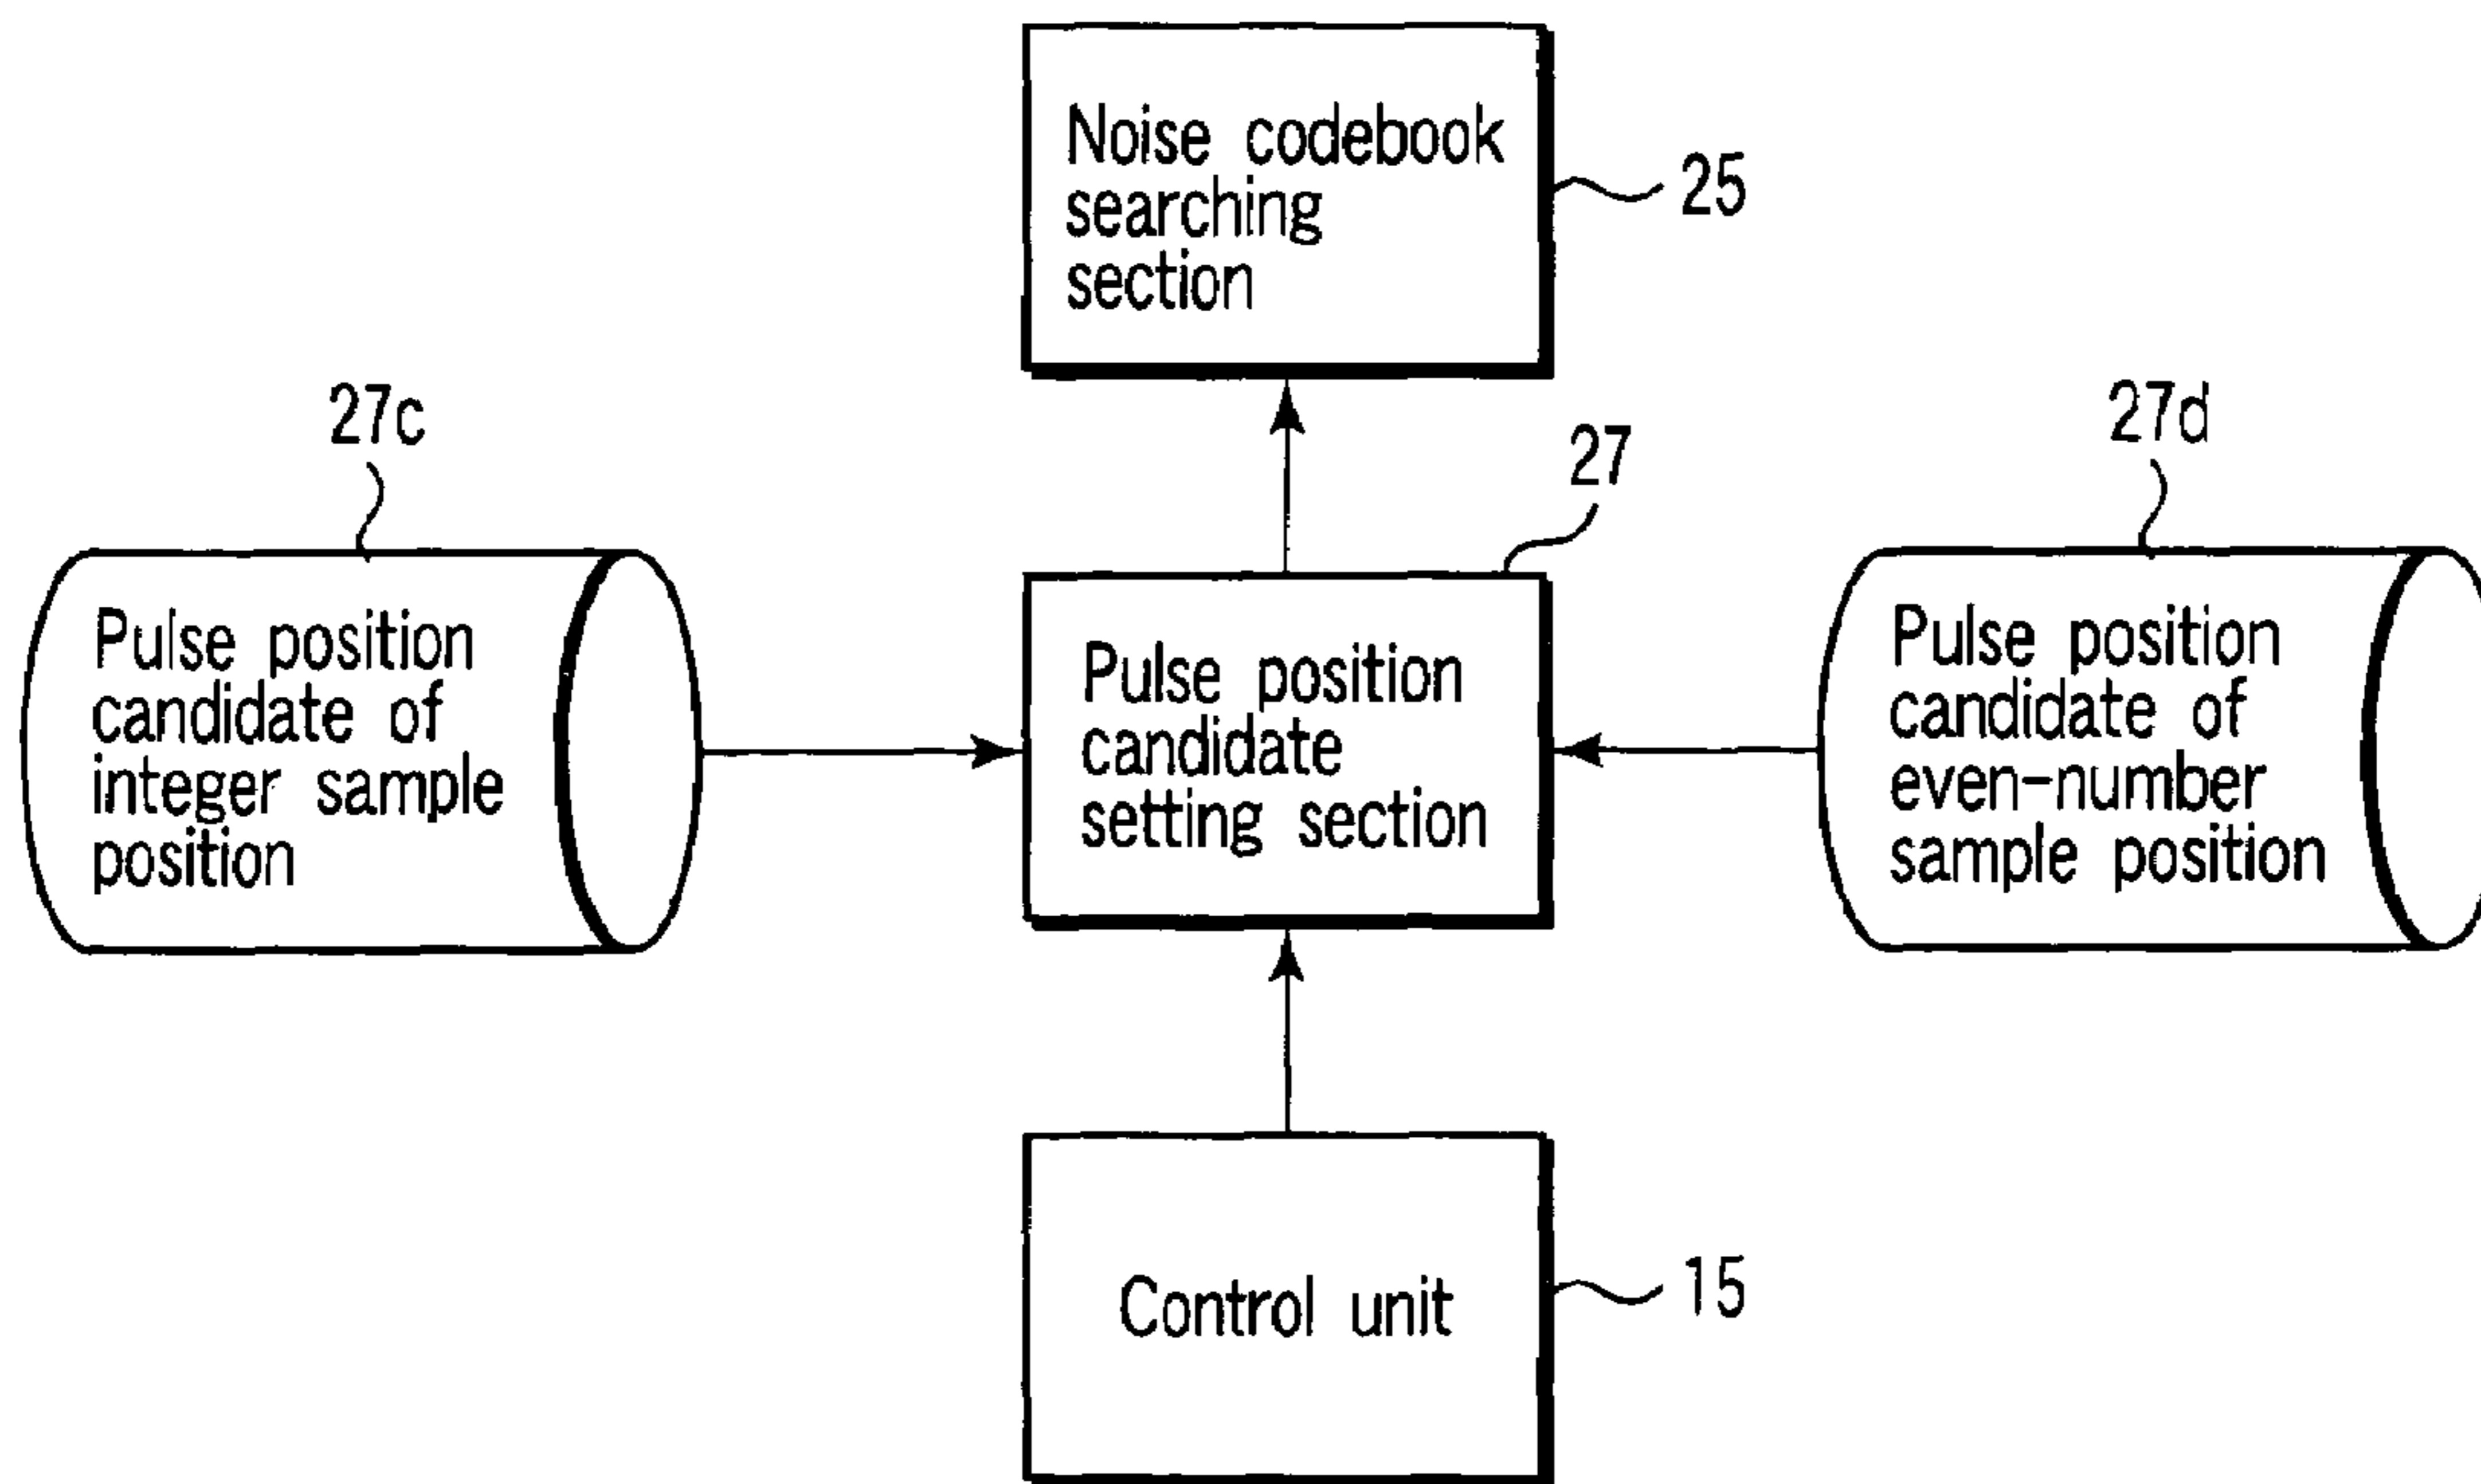 Noise codebook
searching
section
25
27c
27
27d
Pulse position
candidate of
integer sample
position
Pulse position
candidate
setting section
Pulse position
candidate of
even-number
sample position
Control unit
15